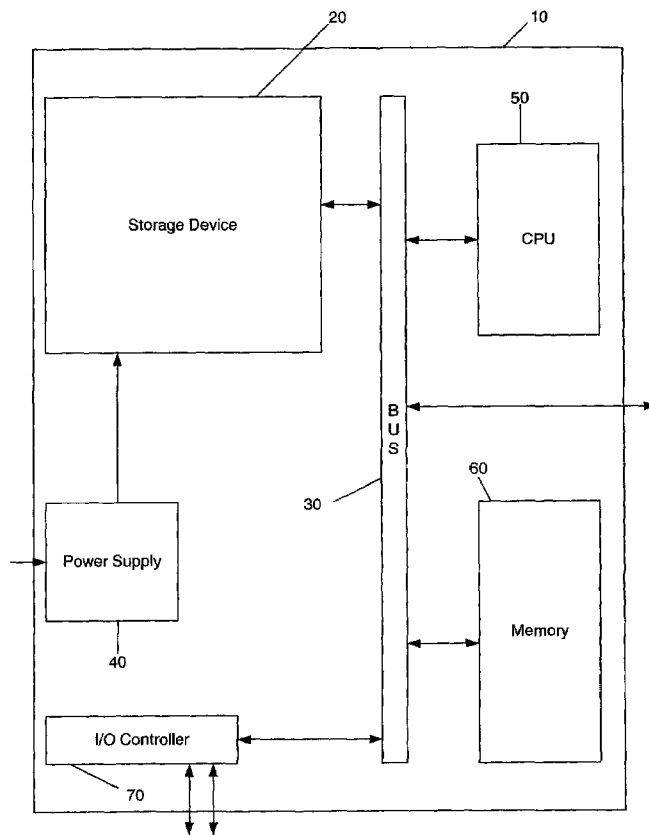 20
10
50
Storage Device
CPU
B
U
S
60
30
Power Supply
Memory
40
I/O Controller
70